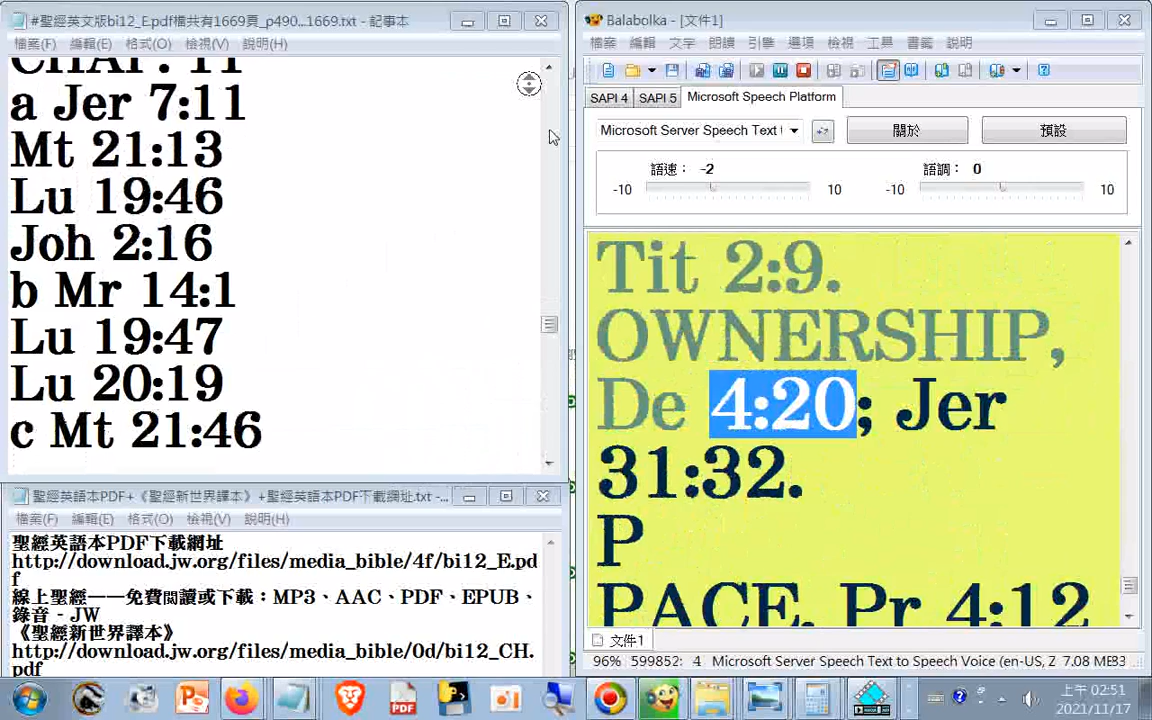 #聖經英文版bi12_E.pdf橫共有1669頁_p490...1669.txt - 記事本
檔案(F) 編輯(E) 格式(O) 檢視(V) 說明(H)
CHAP. 11
a Jer 7:11
Mt 21:13
Lu 19:46
Joh 2:16
b Mr 14:1
Lu 19:47
Lu 20:19
c Mt 21:46
聖經英語本PDF+《聖經新世界譯本》+聖經英語本PDF下載網址.txt -...
檔案(F) 編輯(E) 格式(O) 檢視(V) 說明(H)
聖經英語本PDF下載網址
http://download.jw.org/files/media_bible/4f/bi12_E.pd
f
線上聖經——免費閱讀或下載：MP3、AAC、PDF、EPUB、
錄音 - JW
《聖經新世界譯本》
http://download.jw.org/files/media_bible/0d/bi12_CH.
pdf
Balabolka - [文件1]
檔案 編輯 文字 朗讀 引擎 選項 檢視 工具 書籤 說明
SAPI 4 SAPI 5 Microsoft Speech Platform
Microsoft Server Speech Text 關於 預設
語速： -2 語調： 0
-10 10 -10 10
Tit 2:9.
OWNERSHIP,
De 4:20; Jer
31:32.
P
PACE, Pr 4:12
文件1
96% 599852: 4 Microsoft Server Speech Text to Speech Voice (en-US, Z 7.08 MB
上午 02:51
2021/11/17